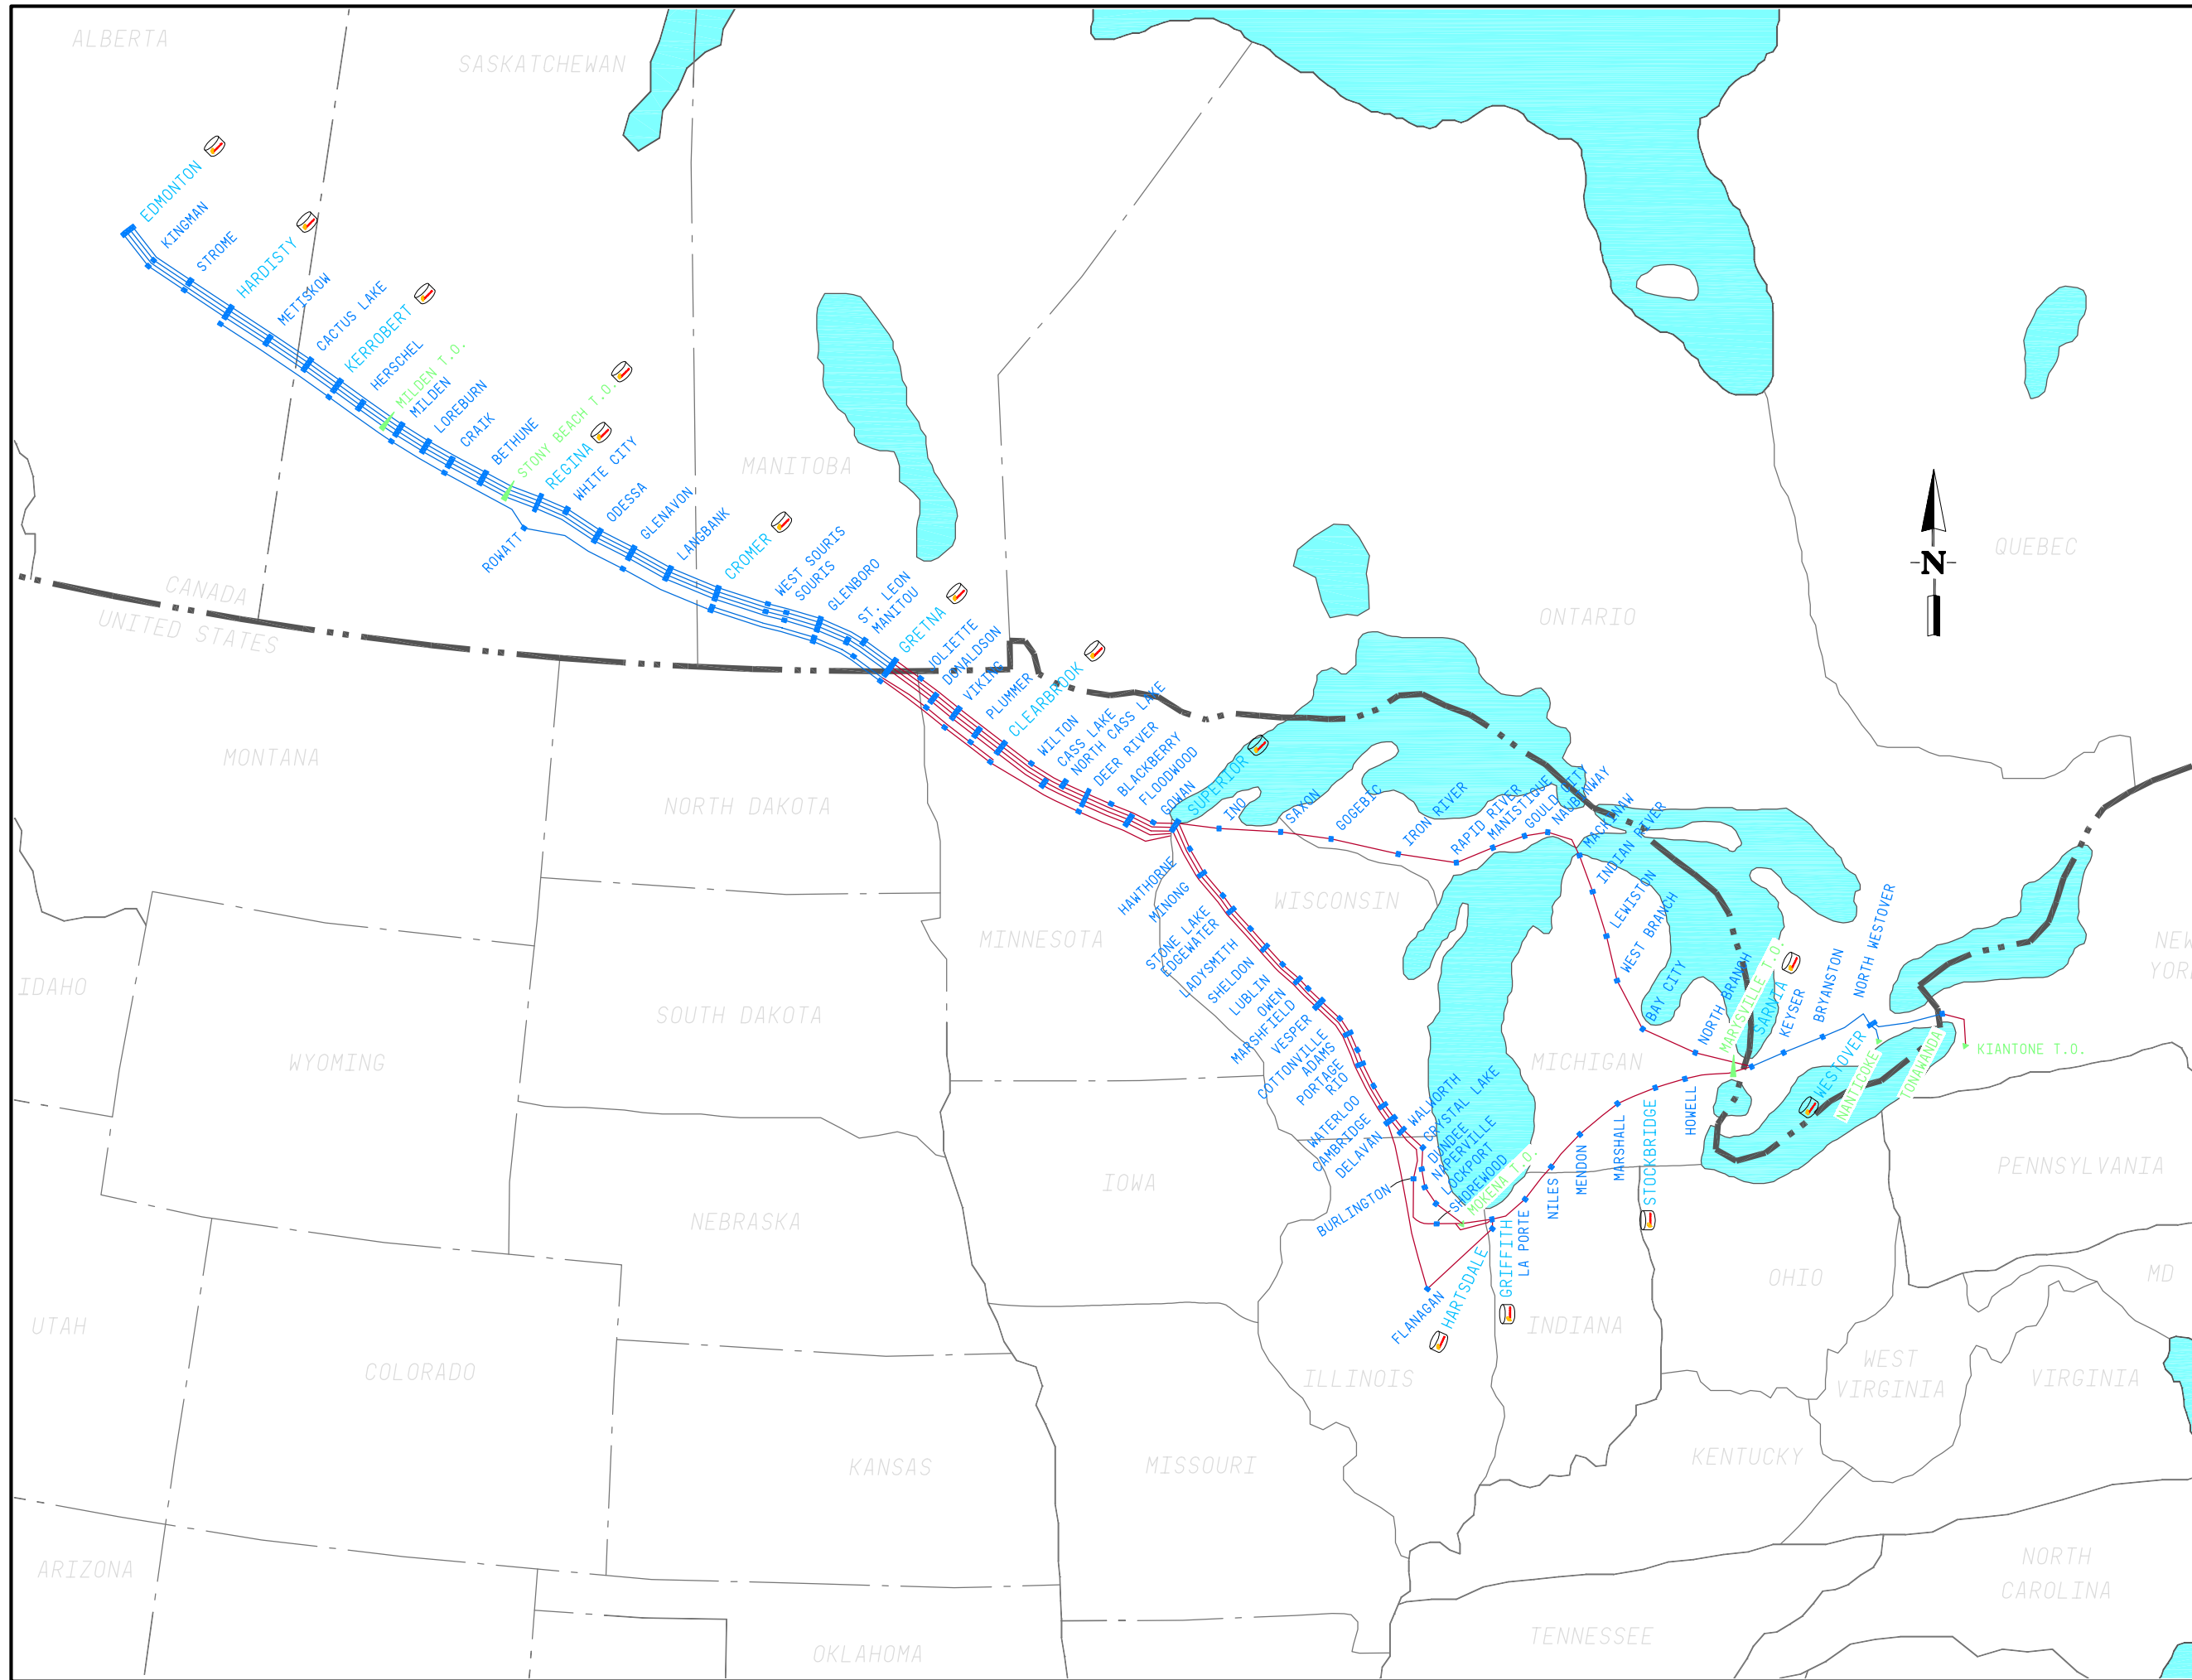 ALBERTA
SASKATCHEWAN
MANITOBA
ONTARIO
QUEBEC
N
CANADA
UNITED STATES
MONTANA
NORTH DAKOTA
MINNESOTA
WISCONSIN
MICHIGAN
NEW
YORK
IDAHO
WYOMING
SOUTH DAKOTA
NEBRASKA
IOWA
PENNSYLVANIA
UTAH
COLORADO
ILLINOIS
INDIANA
OHIO
MD
WEST
VIRGINIA
VIRGINIA
KANSAS
MISSOURI
KENTUCKY
ARIZONA
OKLAHOMA
TENNESSEE
NORTH
CAROLINA
EDMONTON
KINGMAN
STROME
HARDISTY
METISKOW
CACTUS LAKE
KERROBERT
HERSCHEL
MILDEN T.O.
MILDEN
LOREBURN
CRAIK
BETHUNE
STONY BEACH T.O.
REGINA
ROWATT
WHITE CITY
ODESSA
GLENAVON
LANGBANK
CROMER
WEST SOURIS
SOURIS
GLENBORO
ST. LEON
MANITOU
GRETNA
JOLIETTE
DONALDSON
VIKING
PLUMMER
CLEARBROOK
WILTON
CASS LAKE
NORTH CASS LAKE
DEER RIVER
BLACKBERRY
FLOODWOOD
GOWAN
SUPERIOR
INO
SAXON
GOGEBIC
IRON RIVER
RAPID RIVER
MANISTIQUE
GOULD CITY
NAUBINWAY
MACKINAW
INDIAN RIVER
LEWISTON
WEST BRANCH
BAY CITY
NORTH BRANCH
MARYSVILLE T.O.
SARNIA
KEYSER
BRYANSTON
NORTH WESTOVER
WESTOVER
NANTICOKE
TONAWANDA
KIANTONE T.O.
HAWTHORNE
MINONG
STONE LAKE
EDGEWATER
LADYSMITH
SHELDON
LUBLIN
OWEN
MARSHFIELD
VESPER
COTTONVILLE
ADAMS
PORTAGE
RIO
WATERLOO
CAMBRIDGE
DELAVAN
WALWORTH
CRYSTAL LAKE
DUNDEE
NAPERVILLE
LOCKPORT
SHOREWOOD
MOKENA T.O.
BURLINGTON
FLANAGAN
HARTSDALE
GRIFFITH
LA PORTE
NILES
MENDON
MARSHALL
STOCKBRIDGE
HOWELL